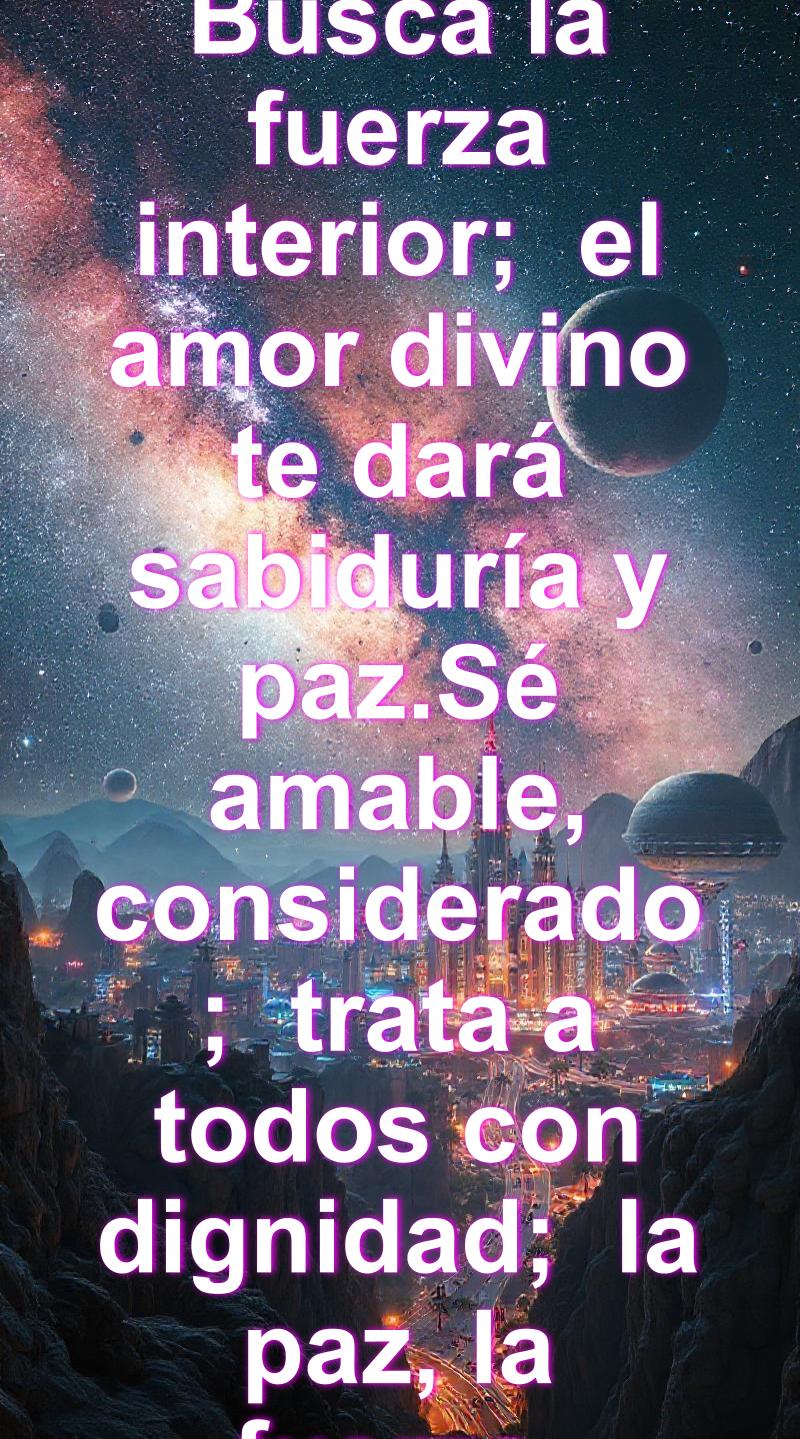 Busca la
fuerza
interior;  el
amor divino
te dará
sabiduría y
paz.Sé
amable,
considerado
;  trata a
todos con
dignidad;  la
paz, la